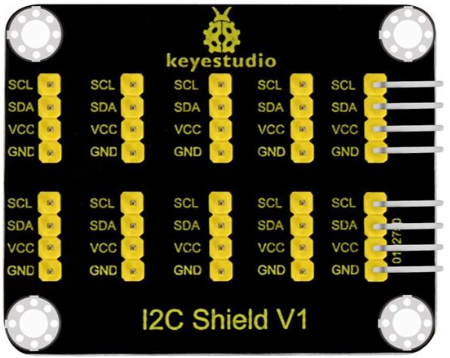 keyestudio
SCL SCL SCL SCL SCL
SDA SDA SDA SDA SDA
VCC VCC VCC VCC VCC
GND GND GND GND GND
SCL SCL SCL SCL SCL
SDA SDA SDA SDA SDA
VCC VCC VCC VCC VCC
GND GND GND GND GND
I2C Shield V1